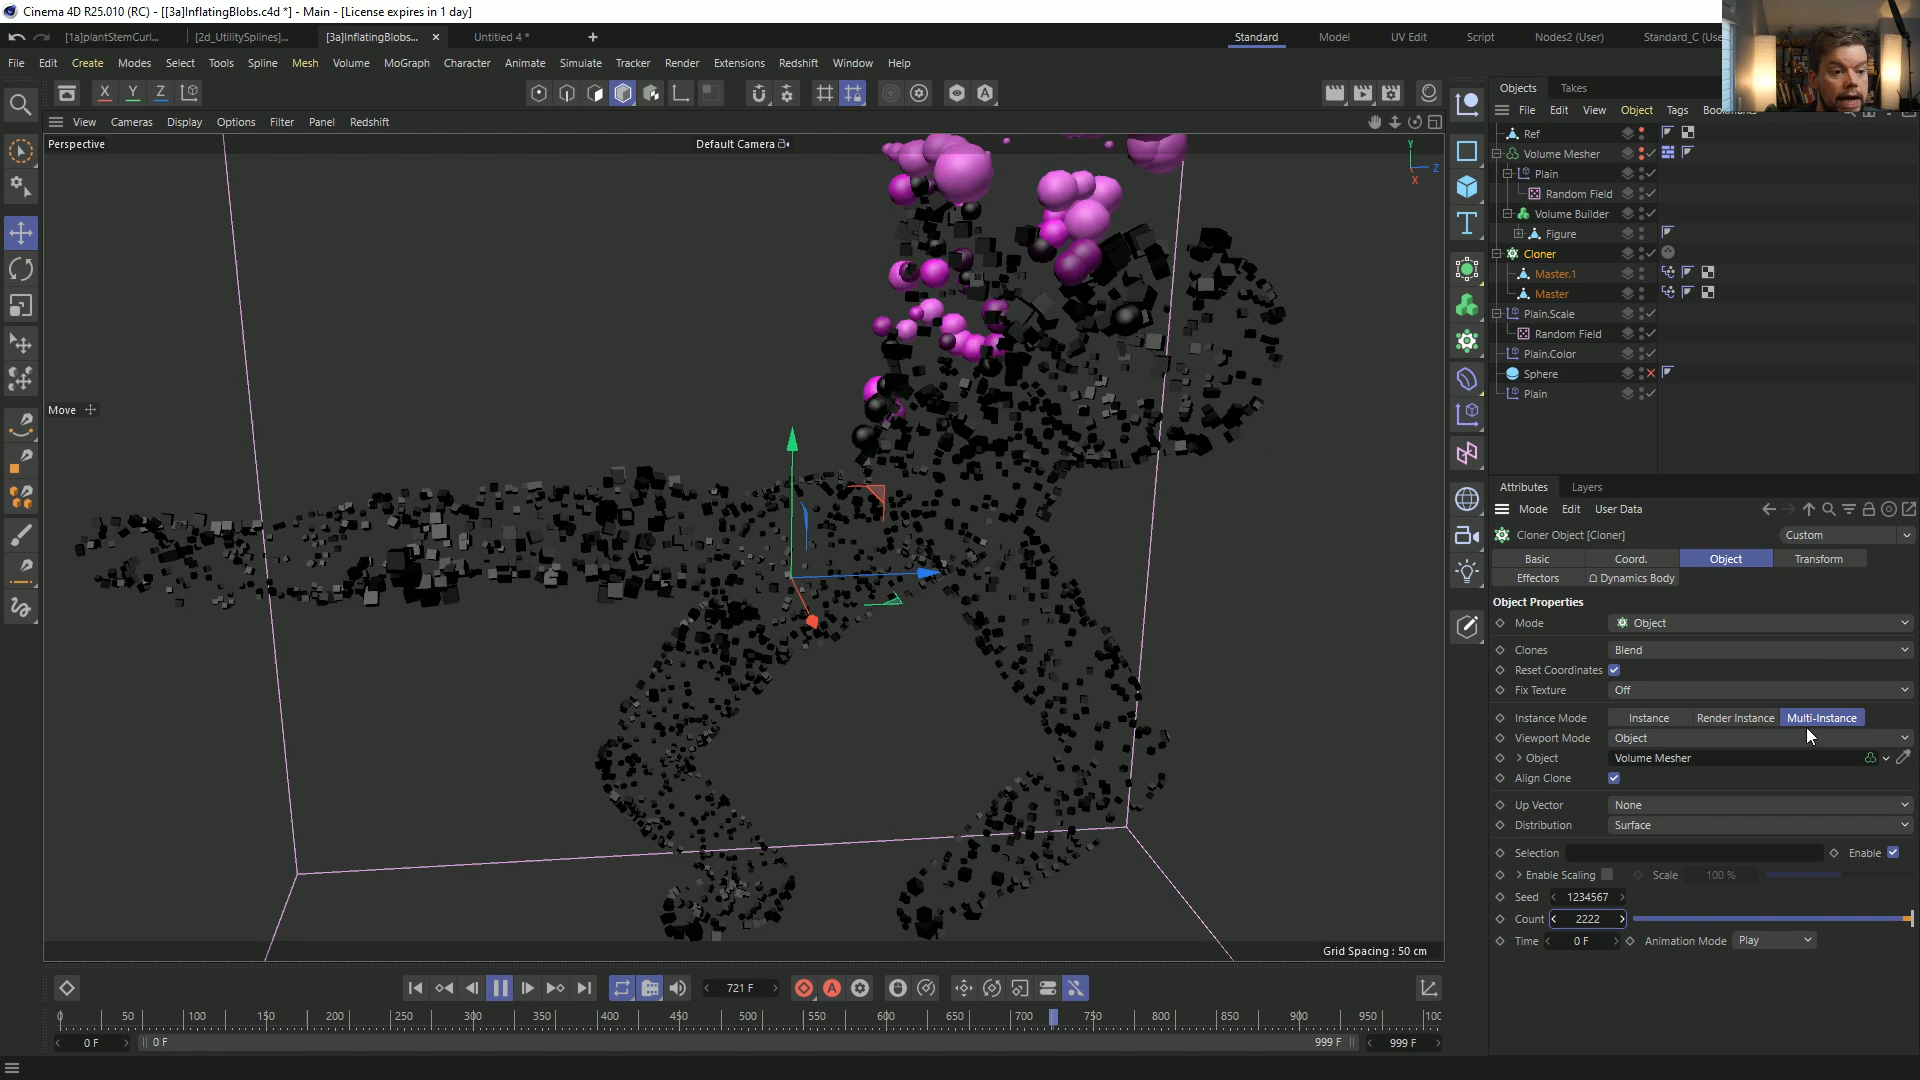 Cinema 4D R25.010 (RC) - [[3a]InflatingBlobs.c4d *] - Main - [License expires in 1 day]
[1a]plantStemCurl... [2d_UtilitySplines]... [3a]InflatingBlobs... Untitled 4 *
Standard Model UV Edit Script Nodes2 (User) Standard_C (Use
File Edit Create Modes Select Tools Spline Mesh Volume MoGraph Character Animate Simulate Tracker Render Extensions Redshift Window Help
X Y Z
Objects Takes
File Edit View Object Tags
View Cameras Display Options Filter Panel Redshift
Perspective
Default Camera
Y
Z
X
Ref
Volume Mesher
Plain
Random Field
Volume Builder
Figure
Cloner
Master.1
Master
Plain.Scale
Random Field
Plain.Color
Sphere
Plain
Move
Attributes Layers
Mode Edit User Data
Cloner Object [Cloner] Custom
Basic Coord. Object Transform
Effectors Dynamics Body
Object Properties
Mode Object
Clones Blend
Reset Coordinates
Fix Texture Off
Instance Mode Instance Render Instance Multi-Instance
Viewport Mode Object
Object Volume Mesher
Align Clone
Up Vector None
Distribution Surface
Selection Enable
Enable Scaling Scale 100 %
Seed 1234567
Count 2222
Time 0 F Animation Mode Play
Grid Spacing : 50 cm
721 F
0 50 100 150 200 250 300 350 400 450 500 550 600 650 700 750 800 850 900 950 100
0 F 0 F 999 F 999 F